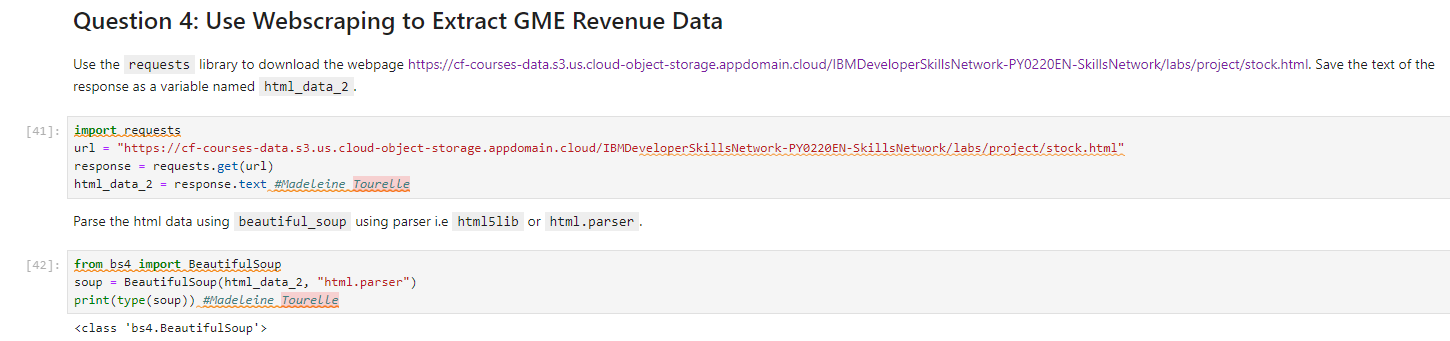 Question 4: Use Webscraping to Extract GME Revenue Data
Use the requests library to download the webpage https://cf-courses-data.s3.us.cloud-object-storage.appdomain.cloud/IBMDeveloperSkillsNetwork-PY0220EN-SkillsNetwork/labs/project/stock.html. Save the text of the
response as a variable named html_data_2.
[41]: import requests
url = "https://cf-courses-data.s3.us.cloud-object-storage.appdomain.cloud/IBMDeveloperSkillsNetwork-PY0220EN-SkillsNetwork/labs/project/stock.html"
response = requests.get(url)
html_data_2 = response.text #Madeleine Tourelle
Parse the html data using beautiful_soup using parser i.e html5lib or html.parser.
[42]: from bs4 import BeautifulSoup
soup = BeautifulSoup(html_data_2, "html.parser")
print(type(soup)) #Madeleine Tourelle
<class 'bs4.BeautifulSoup'>